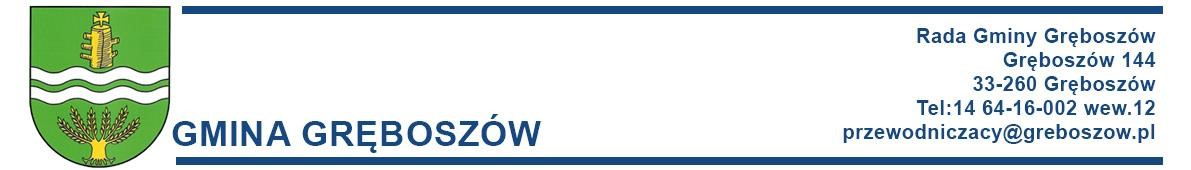 GMINA GRĘBOSZÓW
Rada Gminy Gręboszów
Gręboszów 144
33-260 Gręboszów
Tel:14 64-16-002 wew.12
przewodniczacy@greboszow.pl